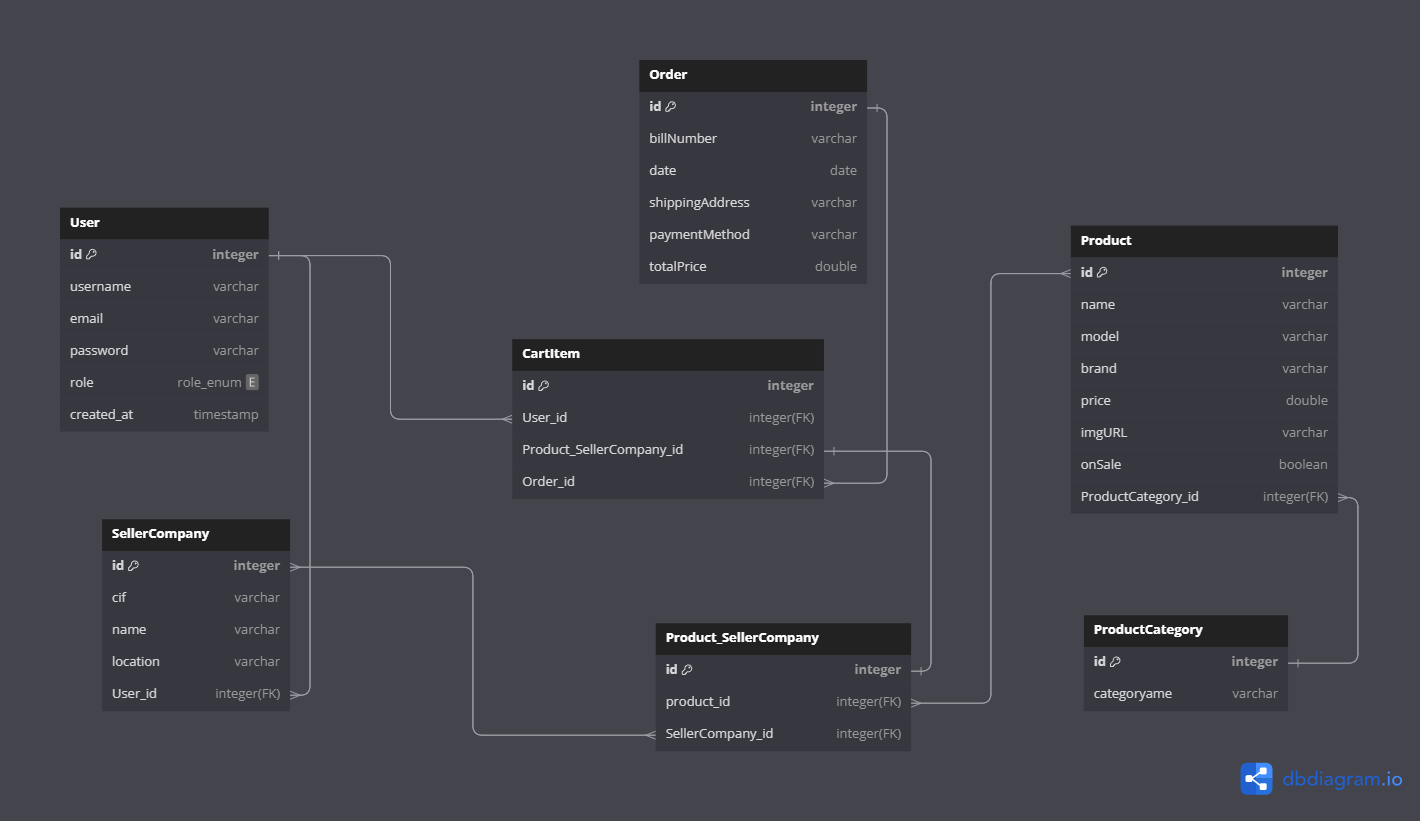 Order
id integer
billNumber varchar
date date
shippingAddress varchar
paymentMethod varchar
totalPrice double
User
id integer
username varchar
email varchar
password varchar
role role_enum E
created_at timestamp
Product
id integer
name varchar
model varchar
brand varchar
price double
imgURL varchar
onSale boolean
ProductCategory_id integer(FK)
CartItem
id integer
User_id integer(FK)
Product_SellerCompany_id integer(FK)
Order_id integer(FK)
SellerCompany
id integer
cif varchar
name varchar
location varchar
User_id integer(FK)
Product_SellerCompany
id integer
product_id integer(FK)
SellerCompany_id integer(FK)
ProductCategory
id integer
categoryame varchar
dbdiagram.io